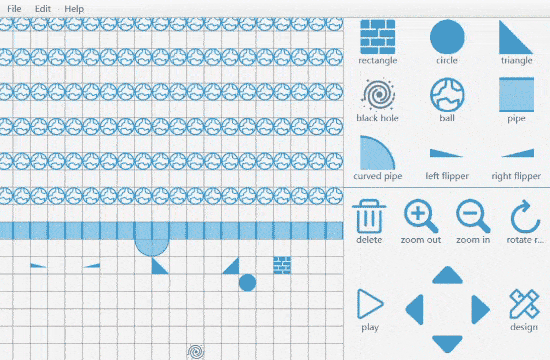 File Edit Help
rectangle circle triangle
black hole ball pipe
curved pipe left flipper right flipper
delete zoom out zoom in rotate r...
play design